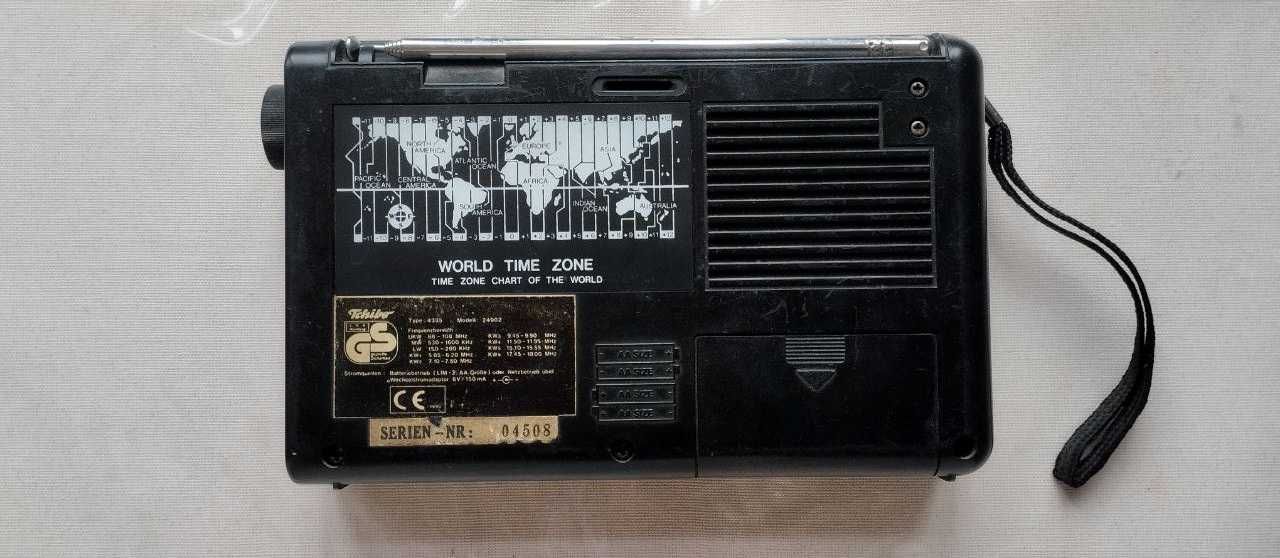 NORTH
AMERICA
EUROPE
ASIA
ATLANTIC
OCEAN
PACIFIC
OCEAN
CENTRAL
AMERICA
AFRICA
SOUTH
AMERICA
INDIAN
OCEAN
AUSTRALIA
WORLD TIME ZONE
TIME ZONE CHART OF THE WORLD
Tchibo
Type: 4335 Modell: 24902
GS
Frequenzbereich
UKW 88 - 108 MHz KW3 9.45 - 9.90 MHz
MW 530 - 1600 KHz KW4 11.50 - 11.95 MHz
LW 150 - 280 KHz KW5 15.10 - 15.55 MHz
KW1 5.85 - 6.20 MHz KW6 17.45 - 18.00 MHz
KW2 7.10 - 7.50 MHz
Stromquellen : Batteriebetrieb ( UM - 3, AA Größe ) oder Netzbetrieb über
Wechselstromadaptor 6V / 150 mA
CE
SERIEN - NR: 04508
+ AA SIZE -
- AA SIZE +
+ AA SIZE -
- AA SIZE +